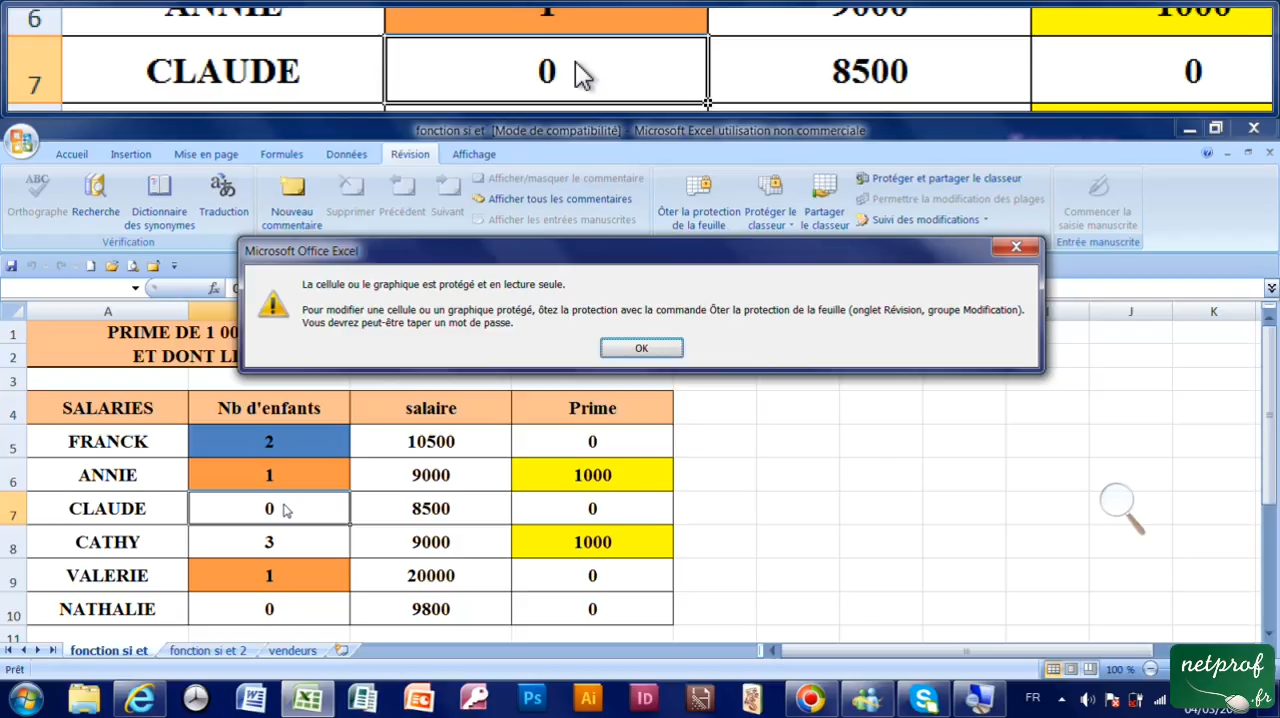 6 ANNIE 1 9000 1000
7 CLAUDE 0 8500 0
fonction si et [Mode de compatibilité] - Microsoft Excel utilisation non commerciale
Accueil Insertion Mise en page Formules Données Révision Affichage
ABC
Orthographe Recherche Dictionnaire des synonymes Traduction
Vérification
Nouveau commentaire Supprimer Précédent Suivant
Afficher/masquer le commentaire
Afficher tous les commentaires
Afficher les entrées manuscrites
Ôter la protection de la feuille Protéger le classeur Partager le classeur
Protéger et partager le classeur
Permettre la modification des plages
Suivi des modifications
Commencer la saisie manuscrite
Entrée manuscrite
Microsoft Office Excel
La cellule ou le graphique est protégé et en lecture seule.
Pour modifier une cellule ou un graphique protégé, ôtez la protection avec la commande Ôter la protection de la feuille (onglet Révision, groupe Modification).
Vous devrez peut-être taper un mot de passe.
OK
fx
A J K
1 PRIME DE 1 00
2 ET DONT L
3
4 SALARIES Nb d'enfants salaire Prime
5 FRANCK 2 10500 0
6 ANNIE 1 9000 1000
7 CLAUDE 0 8500 0
8 CATHY 3 9000 1000
9 VALERIE 1 20000 0
10 NATHALIE 0 9800 0
11
fonction si et fonction si et 2 vendeurs
Prêt 100 %
Ps Ai ID FR
netprof
.fr